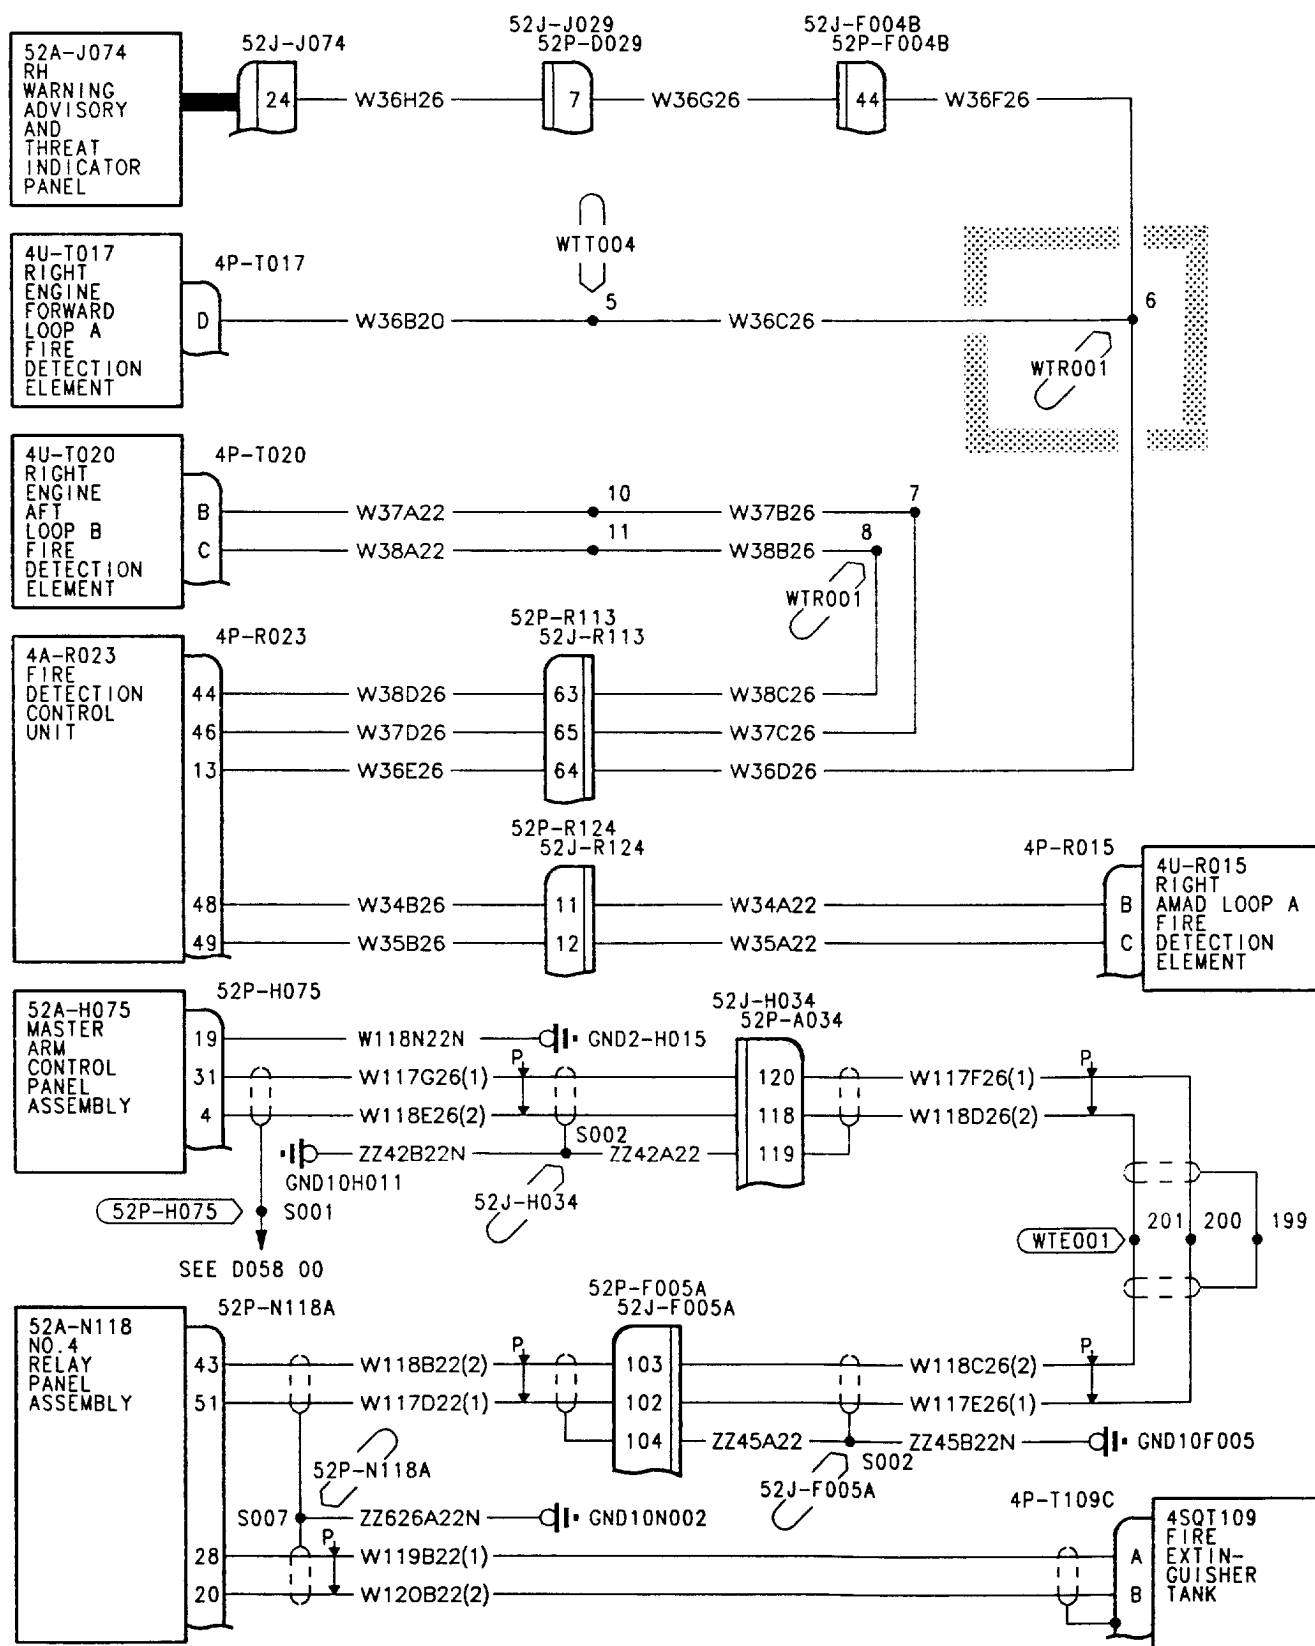 52J-J029
52J-F004B
52J-J074
52P-D029
52P-F004B
52A-J074
RH
WARNING
ADVISORY
AND
THREAT
INDICATOR
PANEL
24
W36H26
7
W36G26
44
W36F26
WTT004
4U-T017
RIGHT
ENGINE
FORWARD
LOOP A
FIRE
DETECTION
ELEMENT
4P-T017
D
W36B20
5
W36C26
6
WTR001
4U-T020
RIGHT
ENGINE
AFT
LOOP B
FIRE
DETECTION
ELEMENT
4P-T020
B
W37A22
10
W37B26
7
C
W38A22
11
W38B26
8
WTR001
52P-R113
52J-R113
4P-R023
4A-R023
FIRE
DETECTION
CONTROL
UNIT
44
W38D26
63
W38C26
46
W37D26
65
W37C26
13
W36E26
64
W36D26
52P-R124
52J-R124
4P-R015
48
W34B26
11
W34A22
B
49
W35B26
12
W35A22
C
4U-R015
RIGHT
AMAD LOOP A
FIRE
DETECTION
ELEMENT
52P-H075
52J-H034
52P-A034
52A-H075
MASTER
ARM
CONTROL
PANEL
ASSEMBLY
19
W118N22N
GND2-H015
31
W117G26(1)
P
120
W117F26(1)
P
4
W118E26(2)
118
W118D26(2)
S002
GND10H011
ZZ42B22N
ZZ42A22
119
52J-H034
52P-H075
S001
SEE D058 00
WTE001
201
200
199
52P-F005A
52J-F005A
52P-N118A
52A-N118
NO.4
RELAY
PANEL
ASSEMBLY
43
W118B22(2)
P
103
W118C26(2)
P
51
W117D22(1)
102
W117E26(1)
104
ZZ45A22
S002
ZZ45B22N
GND10F005
52P-N118A
52J-F005A
S007
ZZ626A22N
GND10N002
4P-T109C
28
P
W119B22(1)
A
20
W120B22(2)
B
4SQT109
FIRE
EXTIN-
GUISHER
TANK